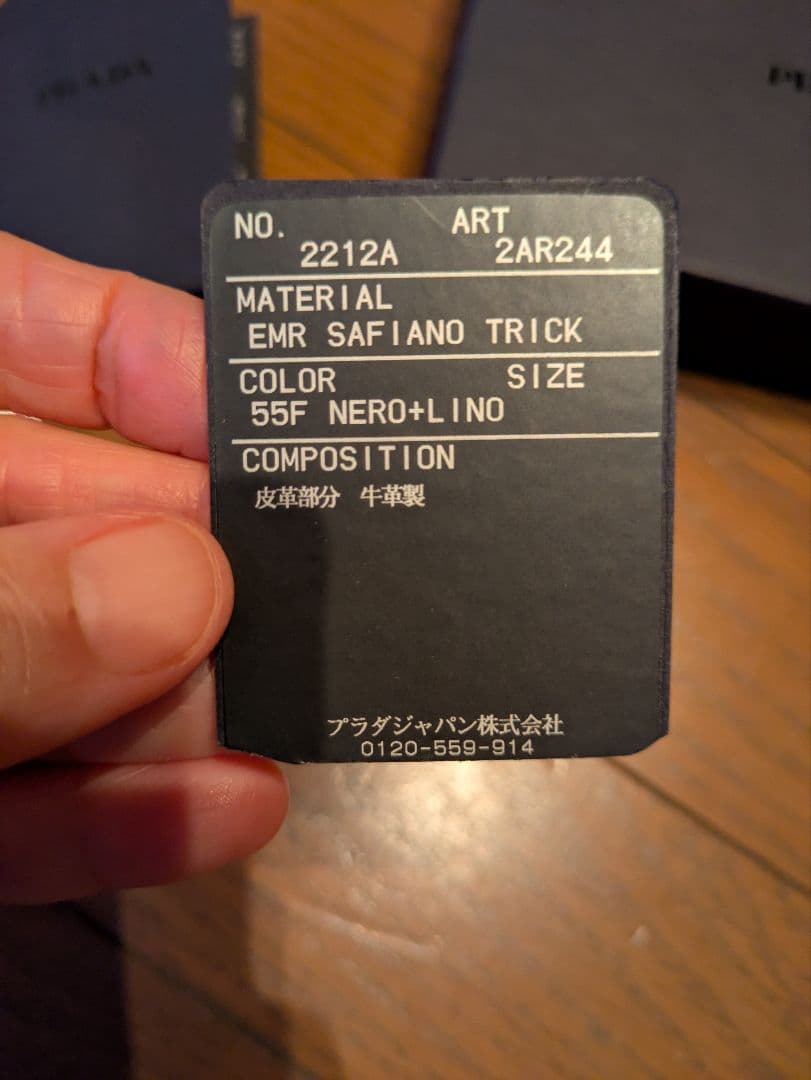 PRADA
NO. ART
2212A 2AR244
MATERIAL
EMR SAFIANO TRICK
COLOR SIZE
55F NERO+LINO
COMPOSITION
皮革部分 牛革製
プラダジャパン株式会社
0120-559-914